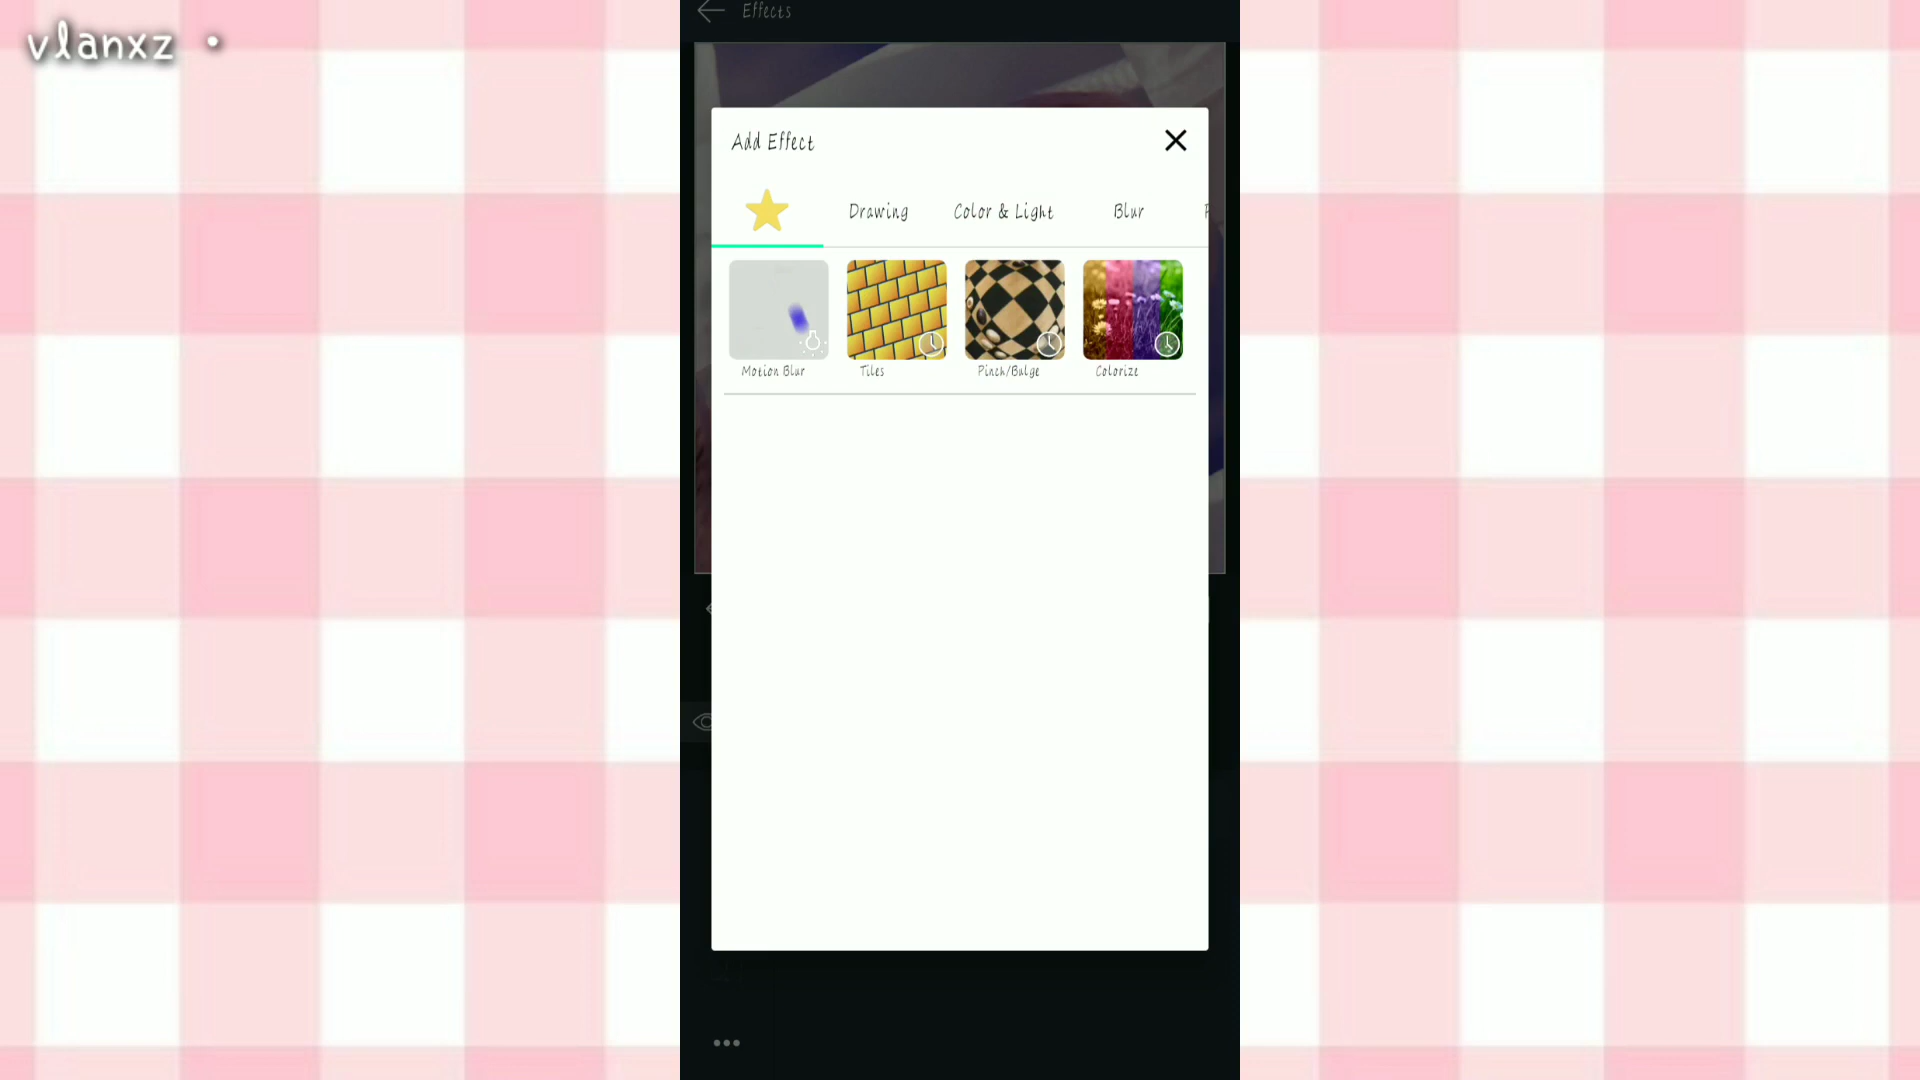 vlanxz •
Effects
Add Effect
Drawing
Color & Light
Blur
Motion Blur
Tiles
Pinch/Bulge
Colorize